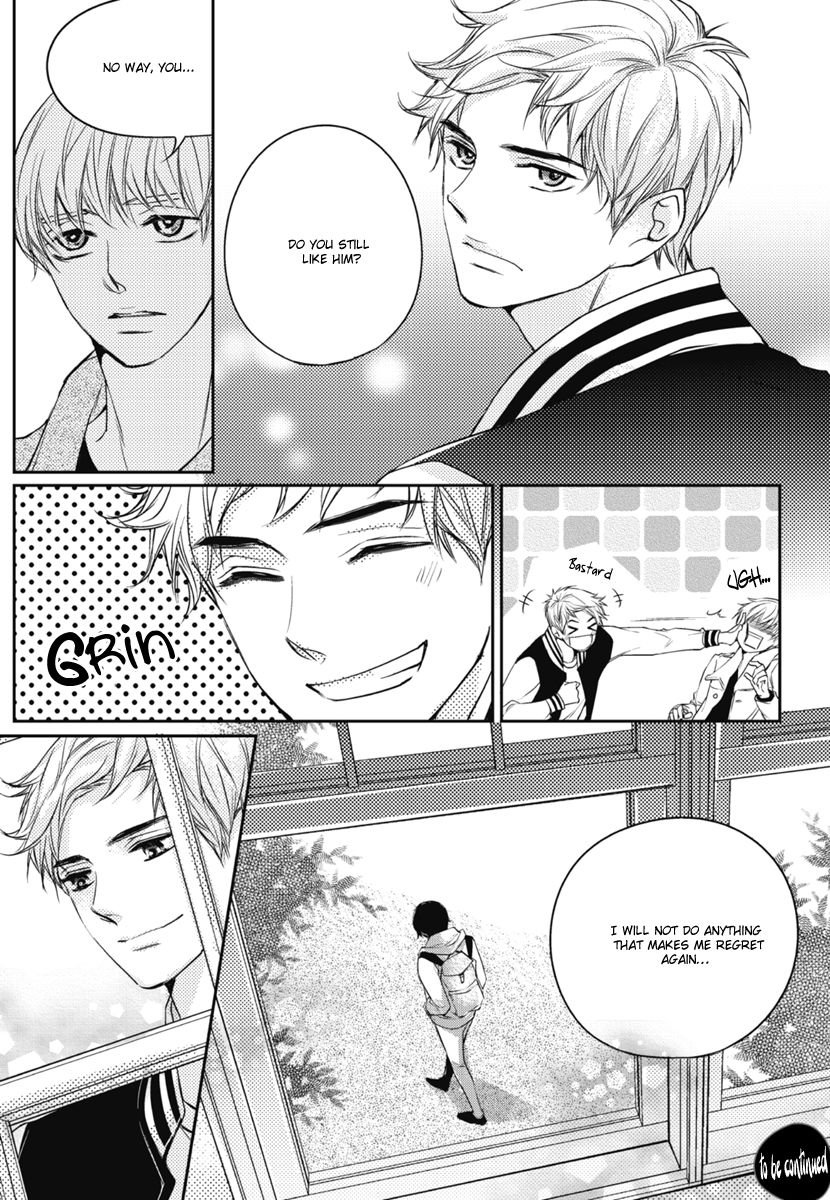 NO WAY, YOU...
DO YOU STILL
LIKE HIM?
GRin
Bastard
UGH...
I WILL NOT DO ANYTHING
THAT MAKES ME REGRET
AGAIN...
to be continued